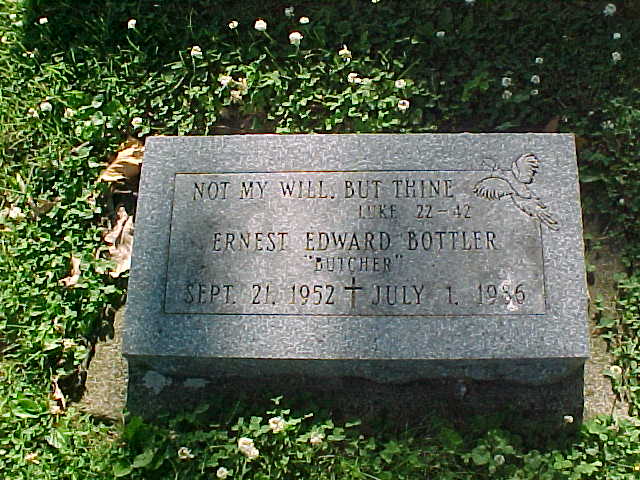 NOT MY WILL, BUT THINE
LUKE 22-42
ERNEST EDWARD BOTTLER
"BUTCHER"
SEPT. 21, 1952 ✝ JULY 1, 1986